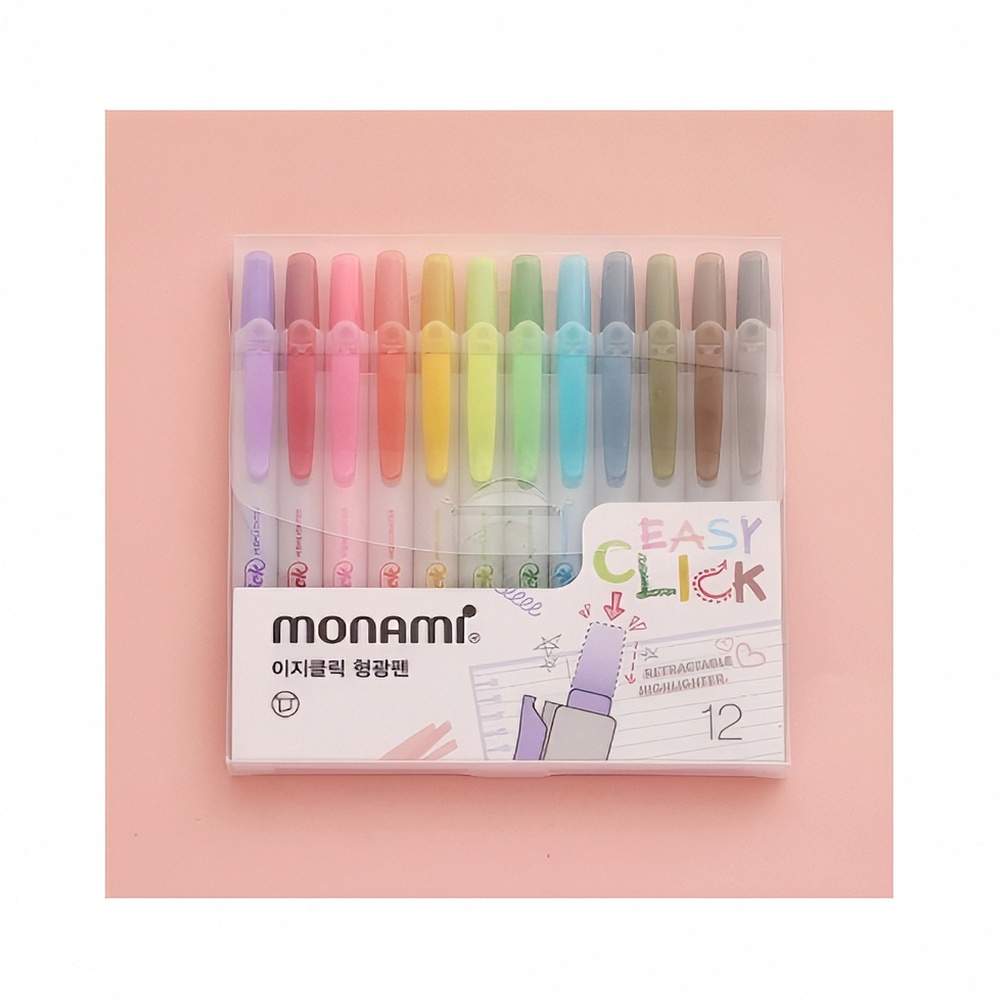 EASY
CLICK
monami
이지클릭 형광펜
RETRACTABLE
HIGHLIGHTER
12